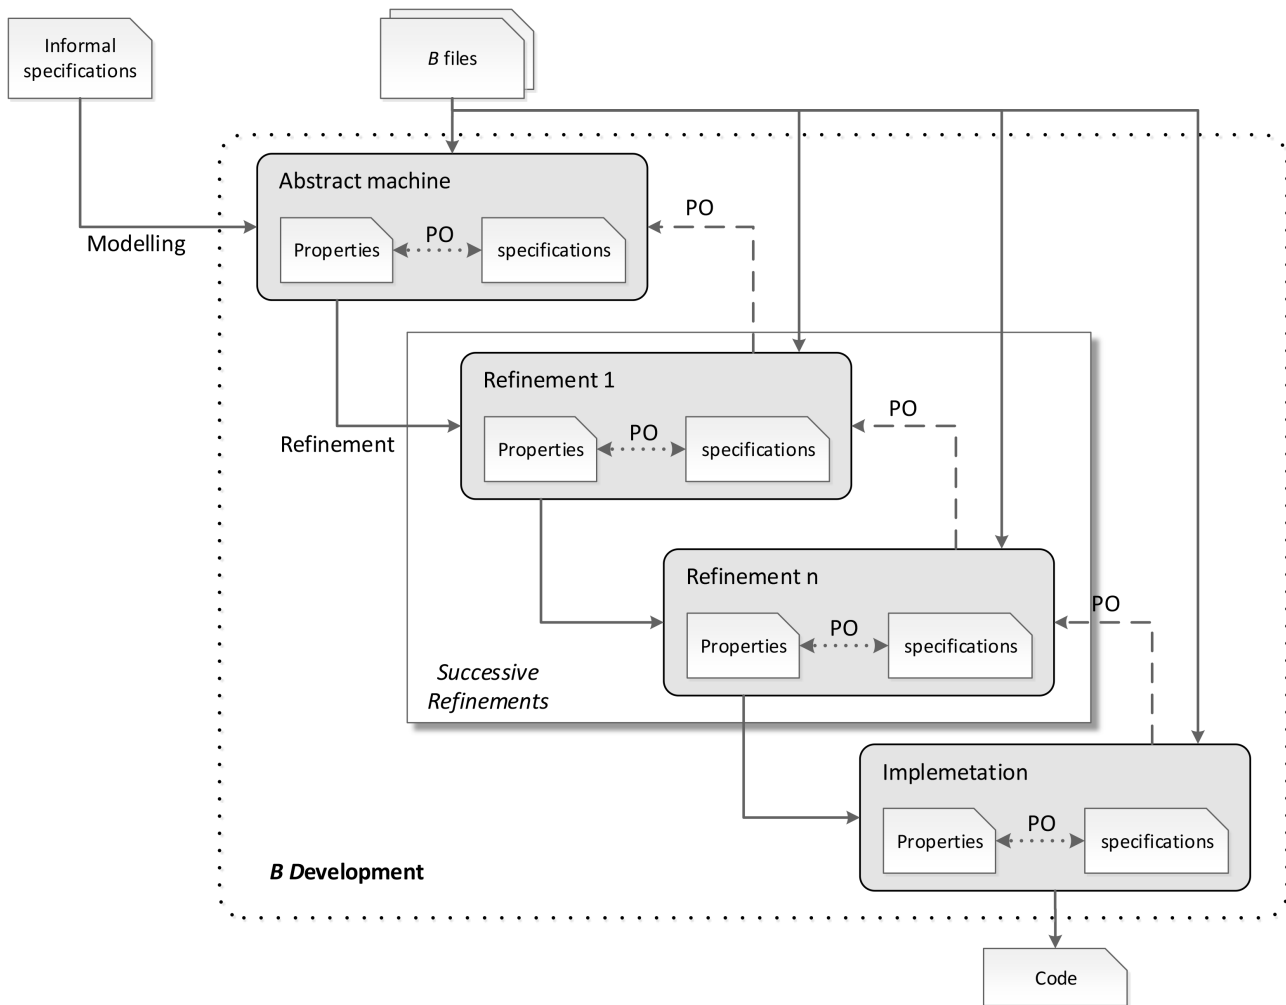 Informal
specifications
B files
Abstract machine
PO
Properties
PO
specifications
Modelling
Refinement 1
PO
Properties
PO
specifications
Refinement
Refinement n
PO
Properties
PO
specifications
Successive
Refinements
Implemetation
Properties
PO
specifications
B Development
Code